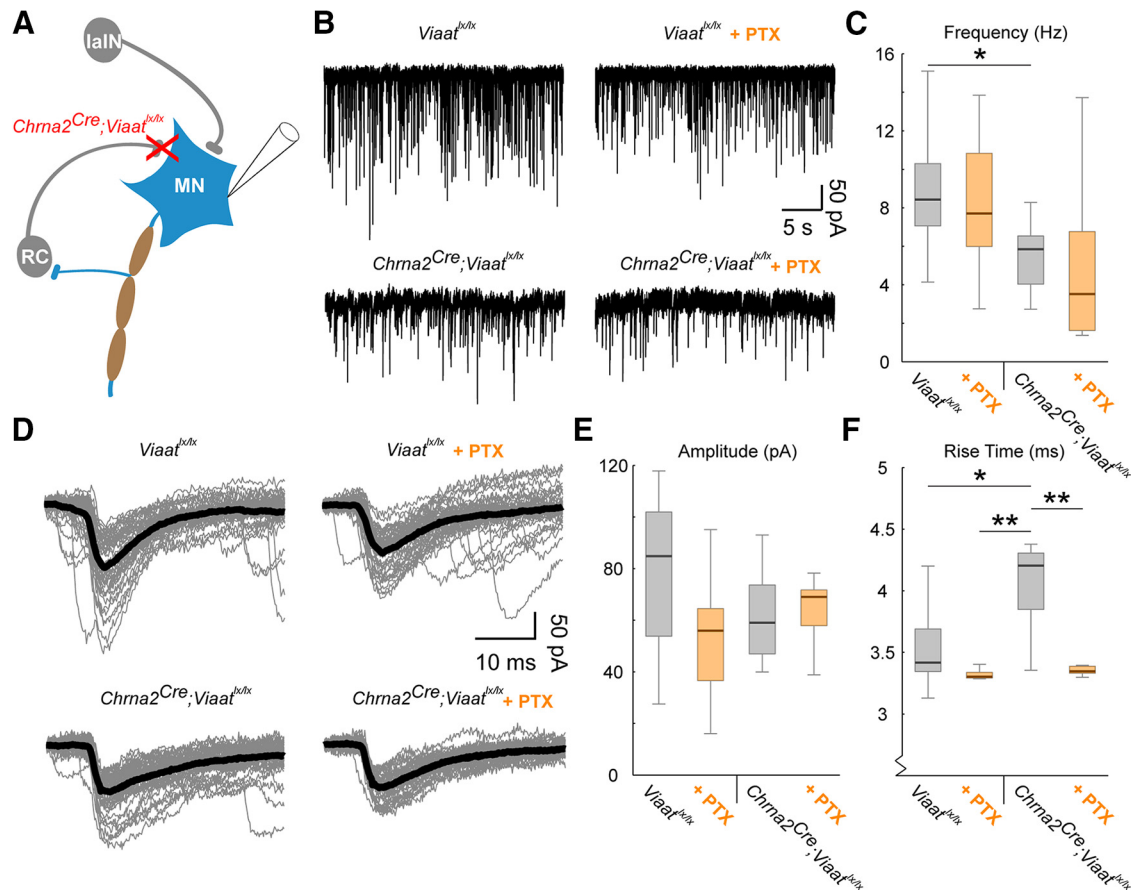 A
IaIN
Chrna2Cre;Viaatlx/lx
MN
RC
B
Viaatlx/lx
Viaatlx/lx + PTX
50 pA
5 s
Chrna2Cre;Viaatlx/lx
Chrna2Cre;Viaatlx/lx + PTX
C
Frequency (Hz)
16
*
12
8
4
0
Viaatlx/lx
+ PTX
Chrna2Cre;Viaatlx/lx
+ PTX
D
Viaatlx/lx
Viaatlx/lx + PTX
50 pA
10 ms
Chrna2Cre;Viaatlx/lx
Chrna2Cre;Viaatlx/lx + PTX
E
Amplitude (pA)
120
80
40
0
Viaatlx/lx
+ PTX
Chrna2Cre;Viaatlx/lx
+ PTX
F
Rise Time (ms)
5
*
**
4.5
**
4
3.5
3
Viaatlx/lx
+ PTX
Chrna2Cre;Viaatlx/lx
+ PTX